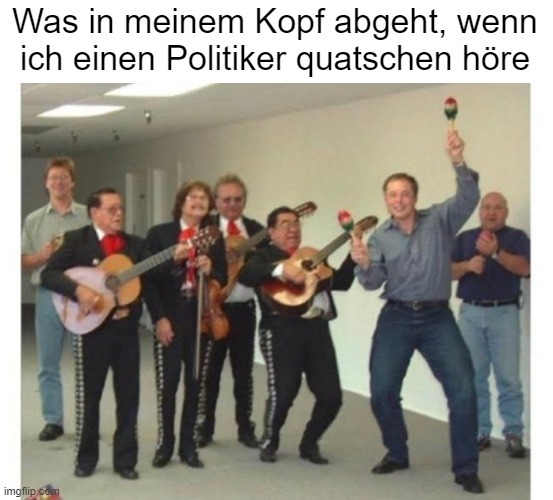 Was in meinem Kopf abgeht, wenn
ich einen Politiker quatschen höre
imgflip.com